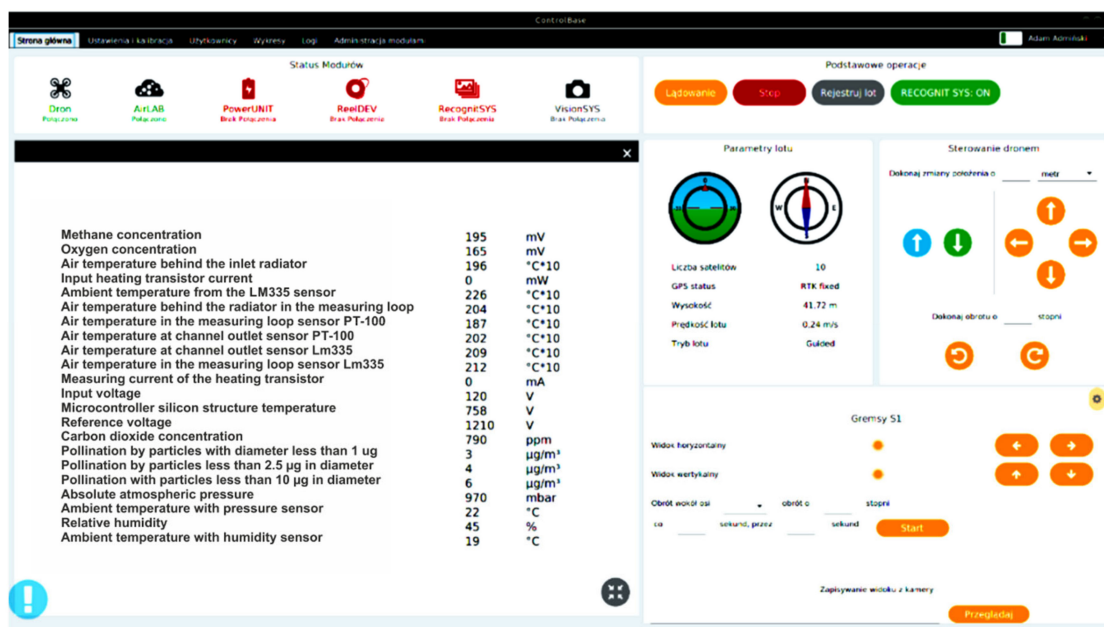 ControlBase
Strona główna Ustawienia i kalibracja Użytkownicy Wykresy Logi Administracja modułami Adam Admiński
Status Modułów
Dron AirLAB PowerUNIT ReelDEV RecognitSYS VisionSYS
Połączono Połączono Brak Połączenia Brak Połączenia Brak Połączenia Brak Połączenia
Podstawowe operacje
Lądowanie Stop Rejestruj lot RECOGNIT SYS: ON
Methane concentration 195 mV
Oxygen concentration 165 mV
Air temperature behind the inlet radiator 196 °C*10
Input heating transistor current 0 mW
Ambient temperature from the LM335 sensor 226 °C*10
Air temperature behind the radiator in the measuring loop 204 °C*10
Air temperature in the measuring loop sensor PT-100 187 °C*10
Air temperature at channel outlet sensor PT-100 202 °C*10
Air temperature at channel outlet sensor Lm335 209 °C*10
Air temperature in the measuring loop sensor Lm335 212 °C*10
Measuring current of the heating transistor 0 mA
Input voltage 120 V
Microcontroller silicon structure temperature 758 V
Reference voltage 1210 V
Carbon dioxide concentration 790 ppm
Pollination by particles with diameter less than 1 ug 3 µg/m³
Pollination by particles less than 2.5 µg in diameter 4 µg/m³
Pollination with particles less than 10 µg in diameter 6 µg/m³
Absolute atmospheric pressure 970 mbar
Ambient temperature with pressure sensor 22 °C
Relative humidity 45 %
Ambient temperature with humidity sensor 19 °C
Parametry lotu
W E
Liczba satelitów 10
GPS status RTK fixed
Wysokość 41.72 m
Prędkość lotu 0.24 m/s
Tryb lotu Guided
Sterowanie dronem
Dokonaj zmiany położenia o metr
Dokonaj obrotu o stopni
Gremsy S1
Widok horyzontalny
Widok wertykalny
Obrót wokół osi obrót o stopni
co sekund, przez sekund Start
Zapisywanie widoku z kamery
Przeglądaj